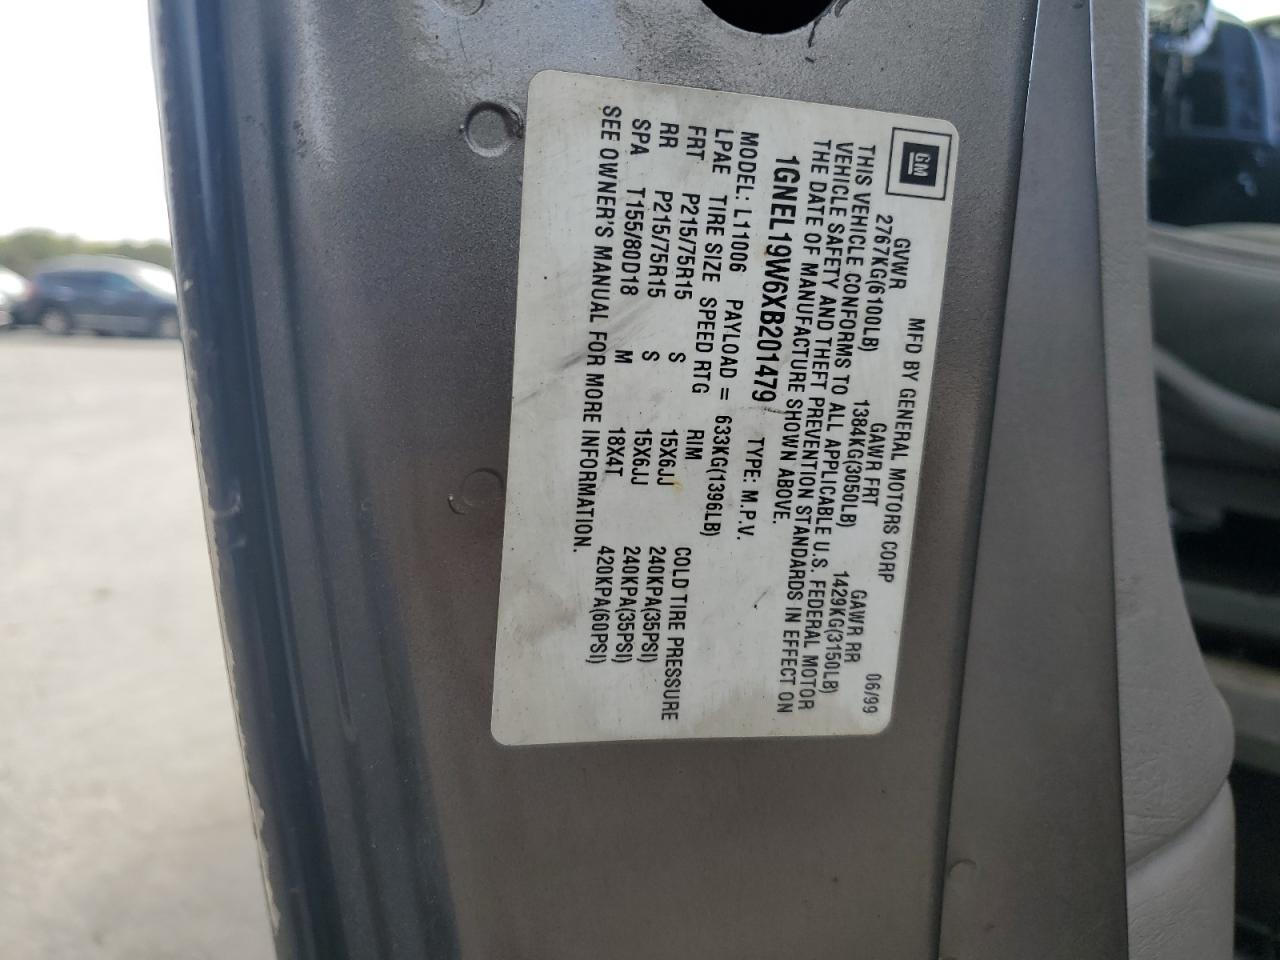 GM
MFD BY GENERAL MOTORS CORP 06/99
GVWR GAWR FRT GAWR RR
2767KG(6100LB) 1384KG(3050LB) 1429KG(3150LB)
THIS VEHICLE CONFORMS TO ALL APPLICABLE U.S. FEDERAL MOTOR
VEHICLE SAFETY AND THEFT PREVENTION STANDARDS IN EFFECT ON
THE DATE OF MANUFACTURE SHOWN ABOVE.
1GNEL19W6XB201479 TYPE: M.P.V.
MODEL: L11006 PAYLOAD = 633KG(1396LB)
LPAE TIRE SIZE SPEED RTG RIM COLD TIRE PRESSURE
FRT P215/75R15 S 15X6JJ 240KPA(35PSI)
RR P215/75R15 S 15X6JJ 240KPA(35PSI)
SPA T155/80D18 M 18X4T 420KPA(60PSI)
SEE OWNER'S MANUAL FOR MORE INFORMATION.